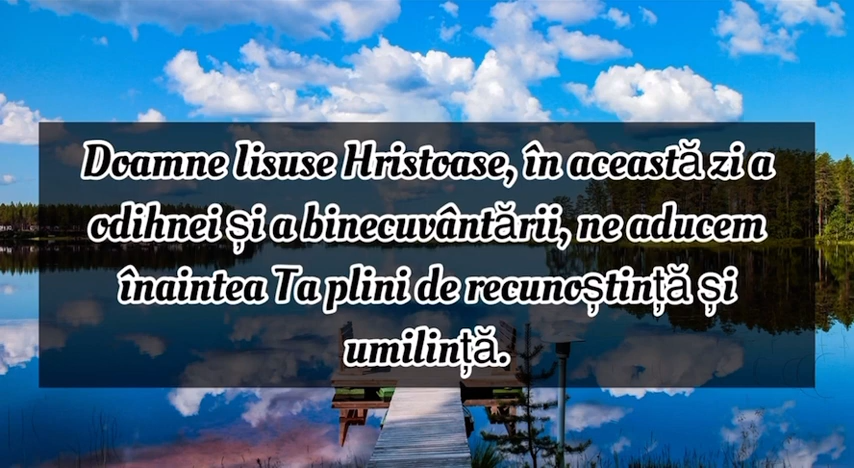 Doamne Iisuse Hristoase, în această zi a
odihnei și a binecuvântării, ne aducem
înaintea Ta plini de recunoștință și
umilință.